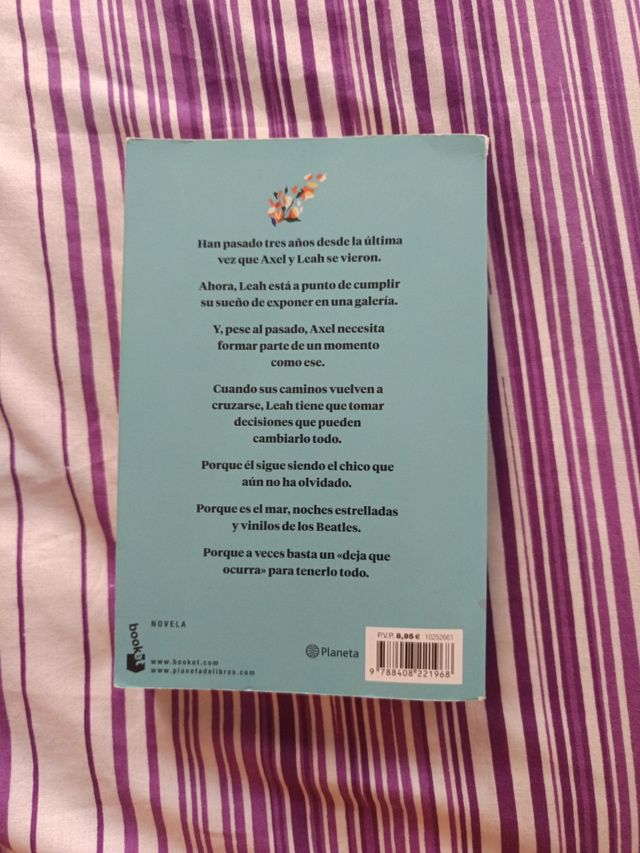 Han pasado tres años desde la última
vez que Axel y Leah se vieron.
Ahora, Leah está a punto de cumplir
su sueño de exponer en una galería.
Y, pese al pasado, Axel necesita
formar parte de un momento
como ese.
Cuando sus caminos vuelven a
cruzarse, Leah tiene que tomar
decisiones que pueden
cambiarlo todo.
Porque él sigue siendo el chico que
aún no ha olvidado.
Porque es el mar, noches estrelladas
y vinilos de los Beatles.
Porque a veces basta un «deja que
ocurra» para tenerlo todo.
NOVELA
booket
www.booket.com
www.planetadelibros.com
Planeta
P.V.P. 8,95 € 10252661
9 788408 221968